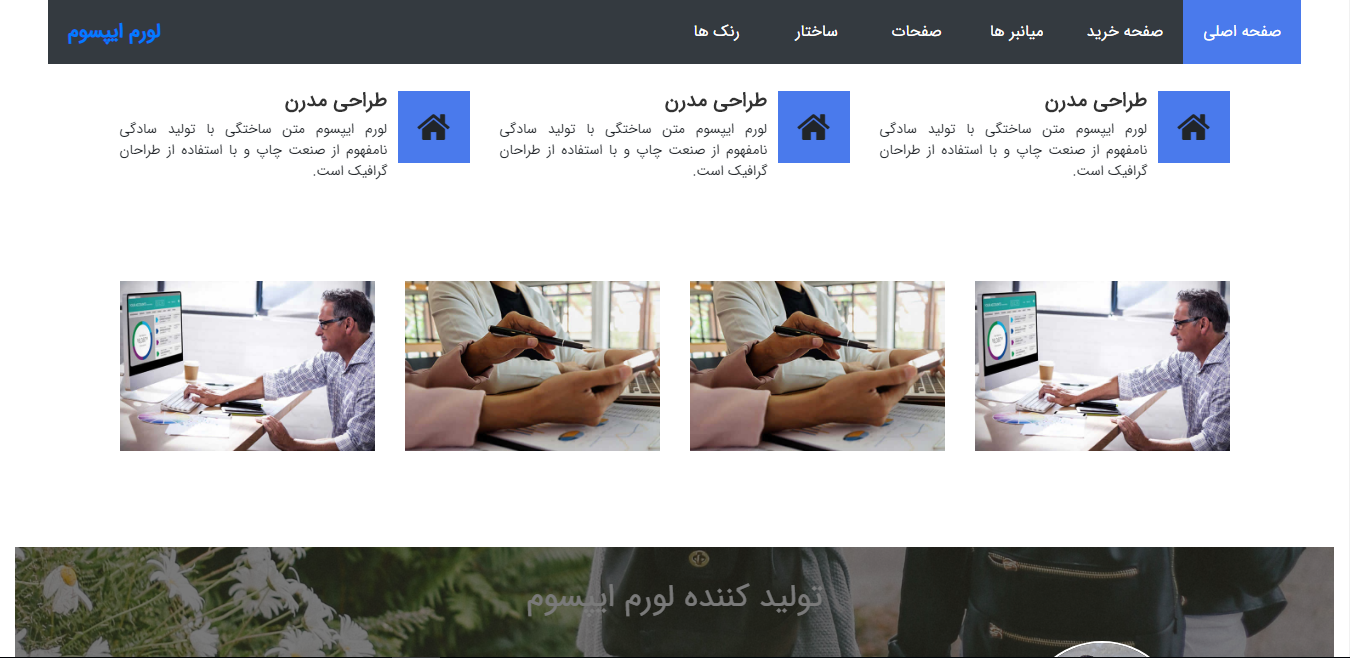 صفحه اصلی
صفحه خرید
میانبر ها
صفحات
ساختار
رنک ها
لورم ایپسوم
طراحی مدرن
لورم ایپسوم متن ساختگی با تولید سادگی
نامفهوم از صنعت چاپ و با استفاده از طراحان
گرافیک است.
طراحی مدرن
لورم ایپسوم متن ساختگی با تولید سادگی
نامفهوم از صنعت چاپ و با استفاده از طراحان
گرافیک است.
طراحی مدرن
لورم ایپسوم متن ساختگی با تولید سادگی
نامفهوم از صنعت چاپ و با استفاده از طراحان
گرافیک است.
تولید کننده لورم ایپسوم